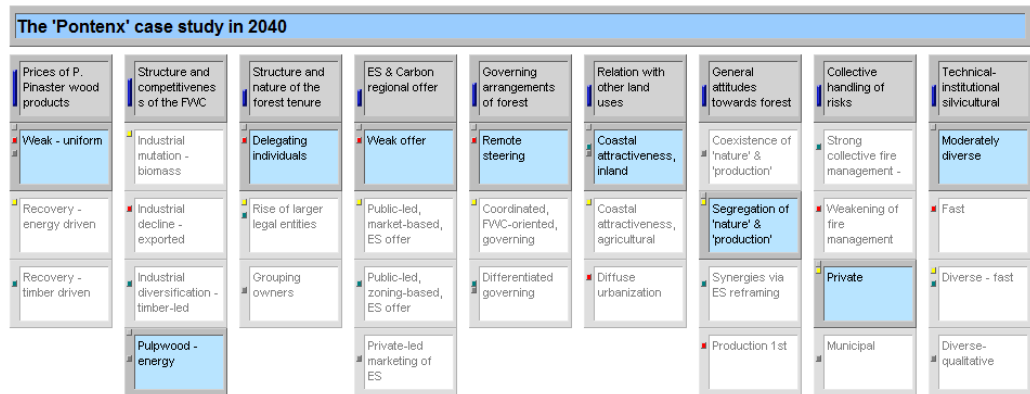 The 'Pontenx' case study in 2040
Prices of P.
Pinaster wood
products
Structure and
competitivenes
s of the FWC
Structure and
nature of the
forest tenure
ES & Carbon
regional offer
Governing
arrangements
of forest
Relation with
other land
uses
General
attitudes
towards forest
Collective
handling of
risks
Technical-
institutional
silvicultural
Weak - uniform
Industrial
mutation -
biomass
Delegating
individuals
Weak offer
Remote
steering
Coastal
attractiveness,
inland
Coexistence of
'nature' &
'production'
Strong
collective fire
management -
Moderately
diverse
Recovery -
energy driven
Industrial
decline -
exported
Rise of larger
legal entities
Public-led,
market-based,
ES offer
Coordinated,
FWC-oriented,
governing
Coastal
attractiveness,
agricultural
Segregation of
'nature' &
'production'
Weakening of
fire
management
Fast
Recovery -
timber driven
Industrial
diversification -
timber-led
Grouping
owners
Public-led,
zoning-based,
ES offer
Differentiated
governing
Diffuse
urbanization
Synergies via
ES reframing
Private
Diverse - fast
Pulpwood -
energy
Private-led
marketing of
ES
Production 1st
Municipal
Diverse-
qualitative